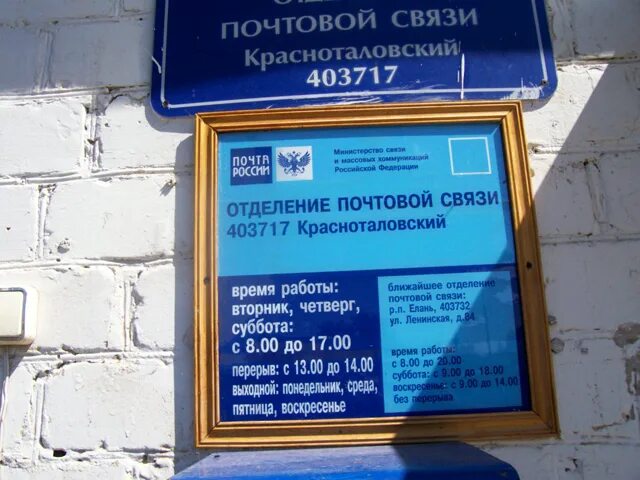 ПОЧТОВОЙ СВЯЗИ
Красноталовский
403717
ПОЧТА
РОССИИ
Министерство связи
и массовых коммуникаций
Российской Федерации
ОТДЕЛЕНИЕ ПОЧТОВОЙ СВЯЗИ
403717 Красноталовский
время работы:
вторник, четверг,
суббота:
с 8.00 до 17.00
перерыв: с 13.00 до 14.00
выходной: понедельник, среда,
пятница, воскресенье
ближайшее отделение
почтовой связи:
р.п. Елань, 403732
ул. Ленинская, д.84
время работы:
с 8.00 до 20.00
суббота: с 9.00 до 18.00
воскресенье: с 9.00 до 14.00
без перерыва